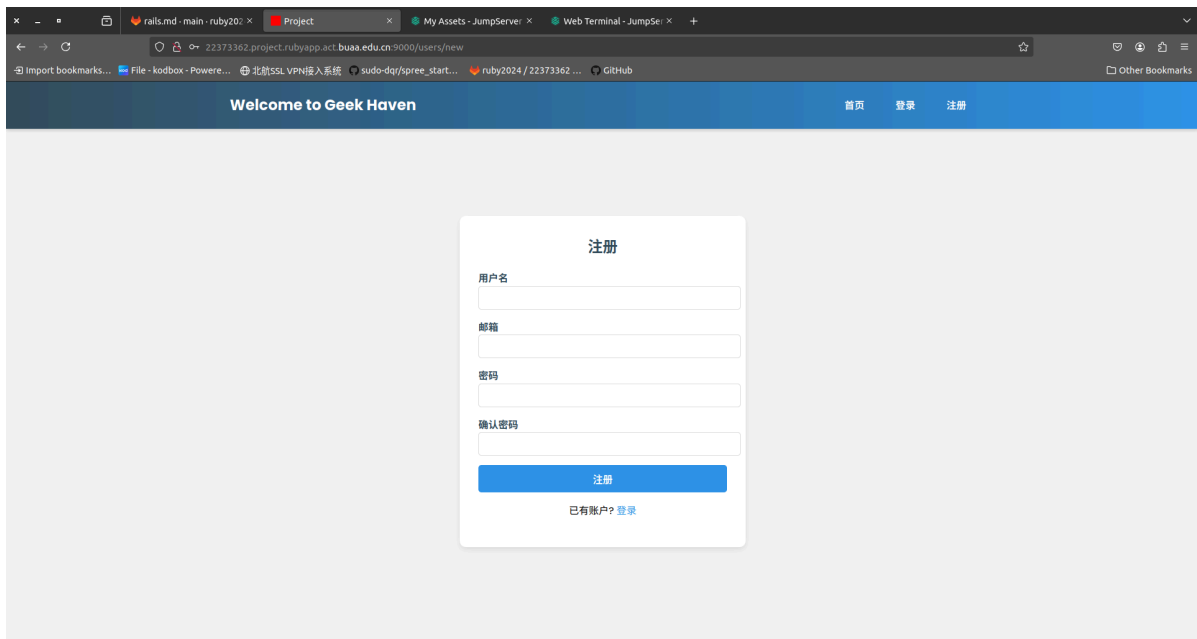 rails.md · main · ruby202
Project
My Assets - JumpServer
Web Terminal - JumpSer
22373362.project.rubyapp.act.buaa.edu.cn:9000/users/new
Import bookmarks...
File - kodbox - Powere...
北航SSL VPN接入系统
sudo-dqr/spree_start...
ruby2024 / 22373362 ...
GitHub
Other Bookmarks
Welcome to Geek Haven
首页
登录
注册
注册
用户名
邮箱
密码
确认密码
注册
已有账户? 登录